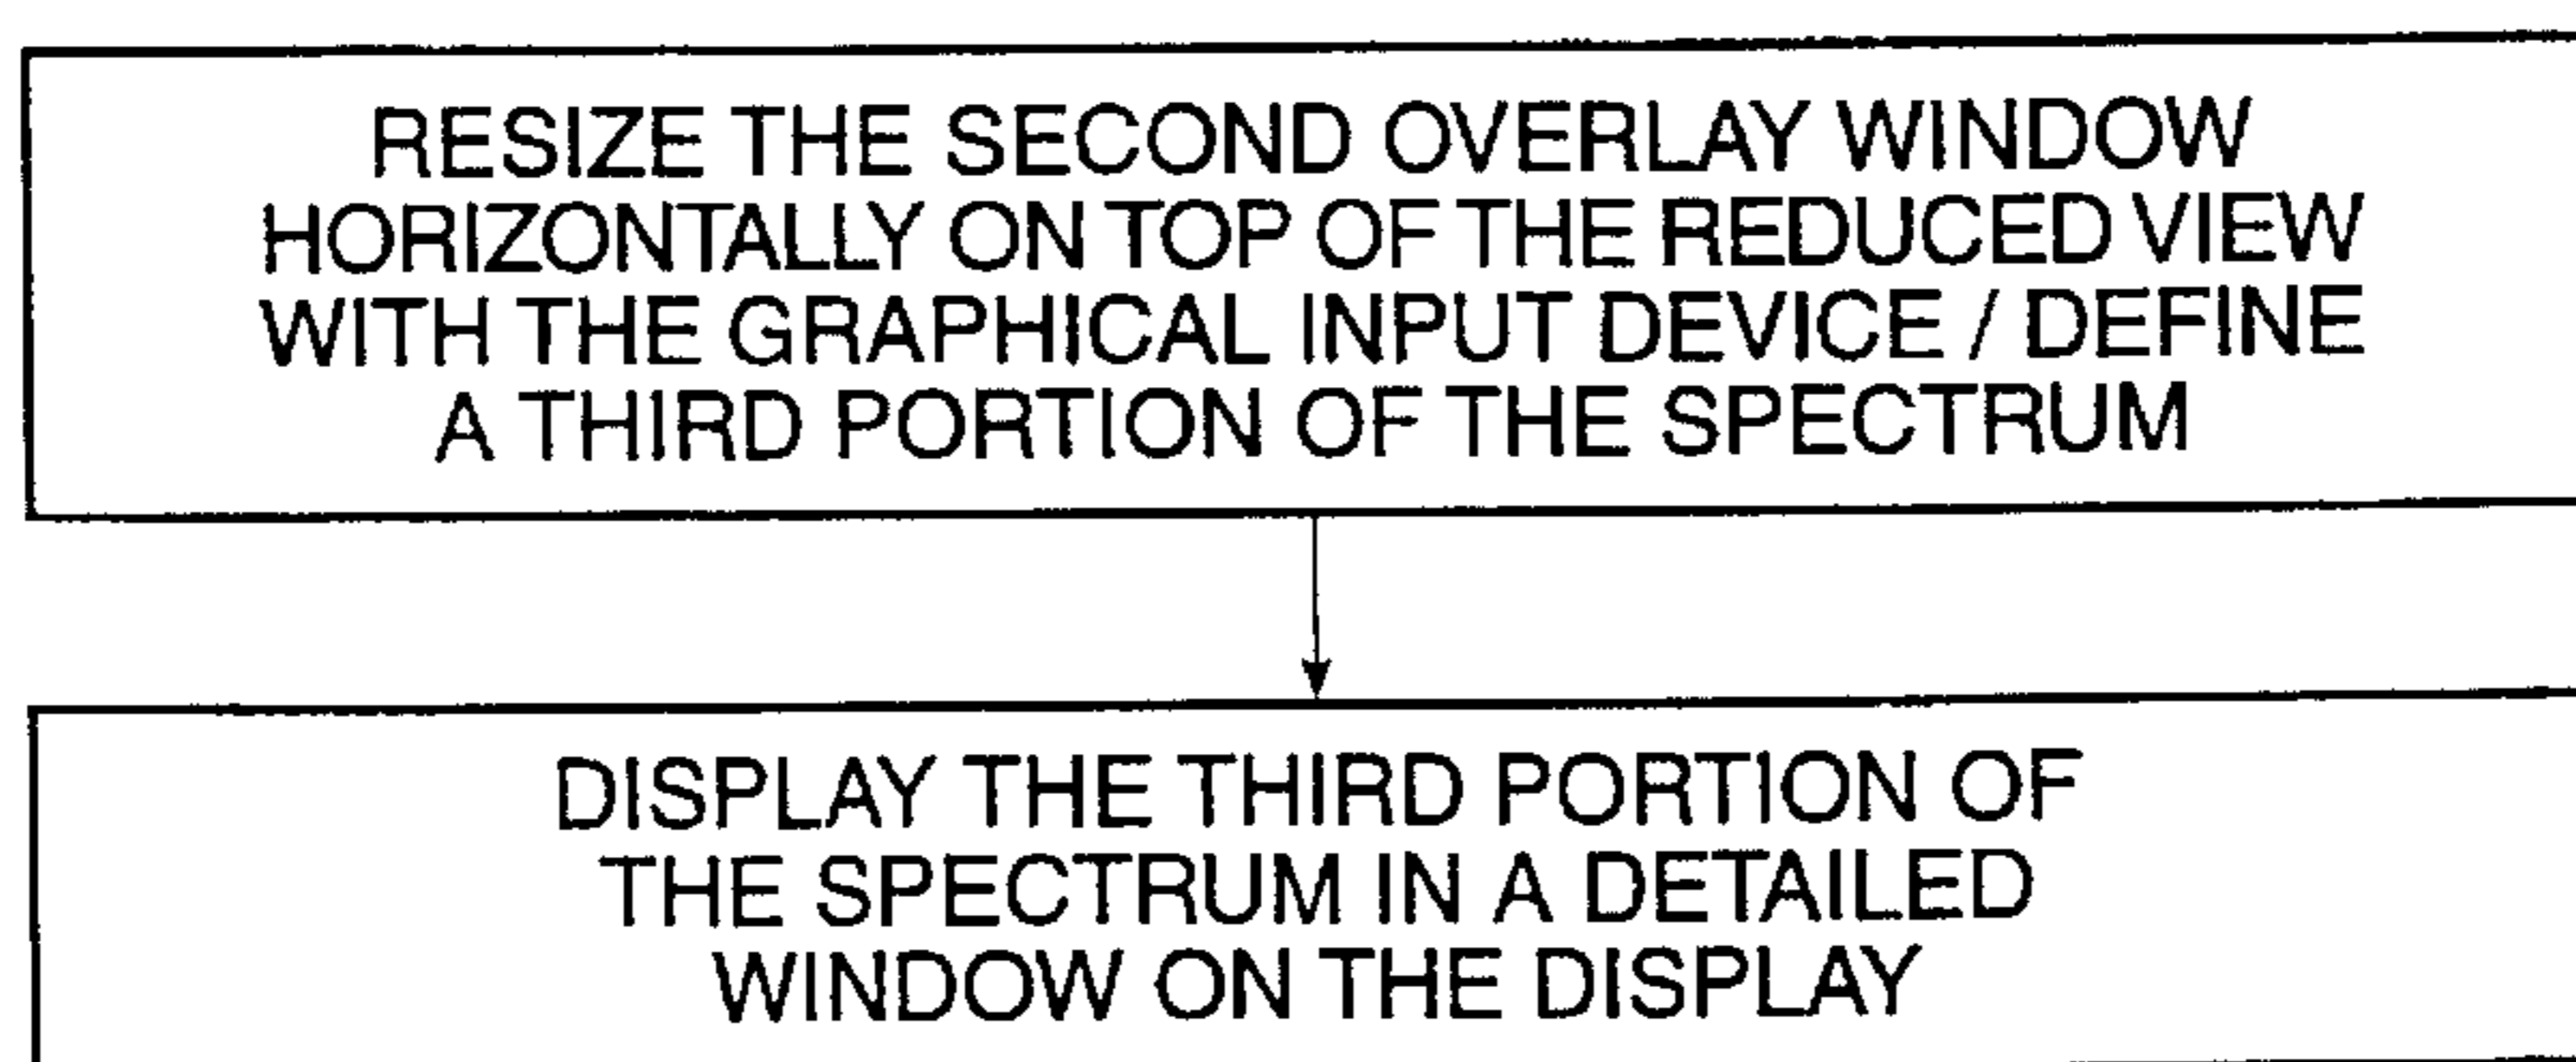 RESIZE THE SECOND OVERLAY WINDOW
HORIZONTALLY ON TOP OF THE REDUCED VIEW
WITH THE GRAPHICAL INPUT DEVICE / DEFINE
A THIRD PORTION OF THE SPECTRUM
DISPLAY THE THIRD PORTION OF
THE SPECTRUM IN A DETAILED
WINDOW ON THE DISPLAY